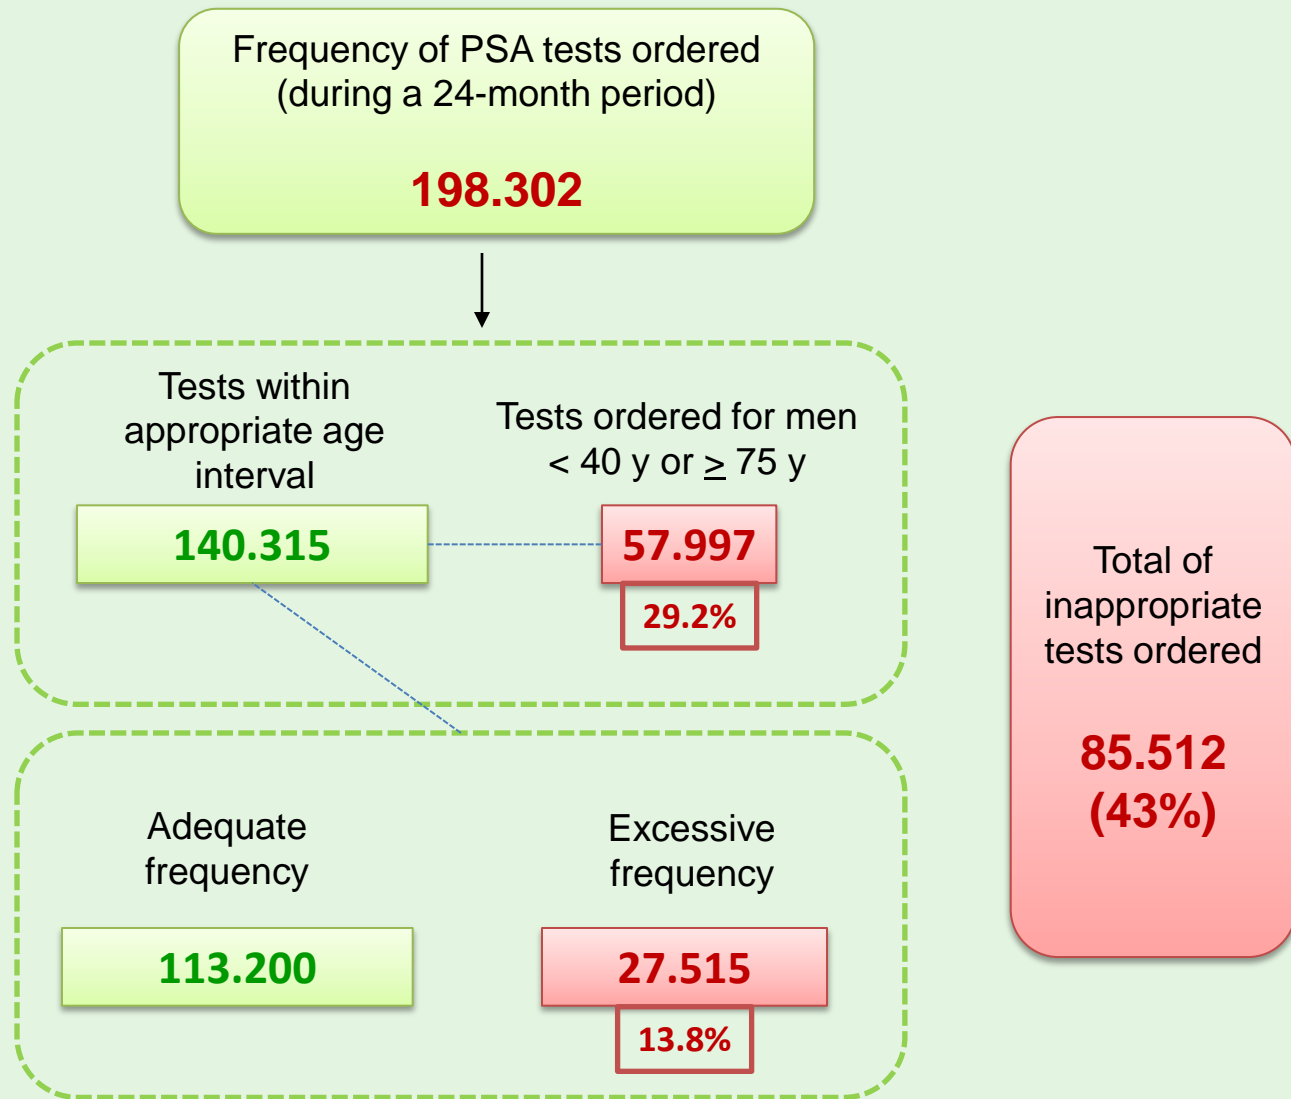 Frequency of PSA tests ordered
(during a 24-month period)
198.302
Tests within
appropriate age
interval
140.315
Tests ordered for men
< 40 y or ≥ 75 y
57.997
29.2%
Adequate
frequency
113.200
Excessive
frequency
27.515
13.8%
Total of
inappropriate
tests ordered
85.512
(43%)